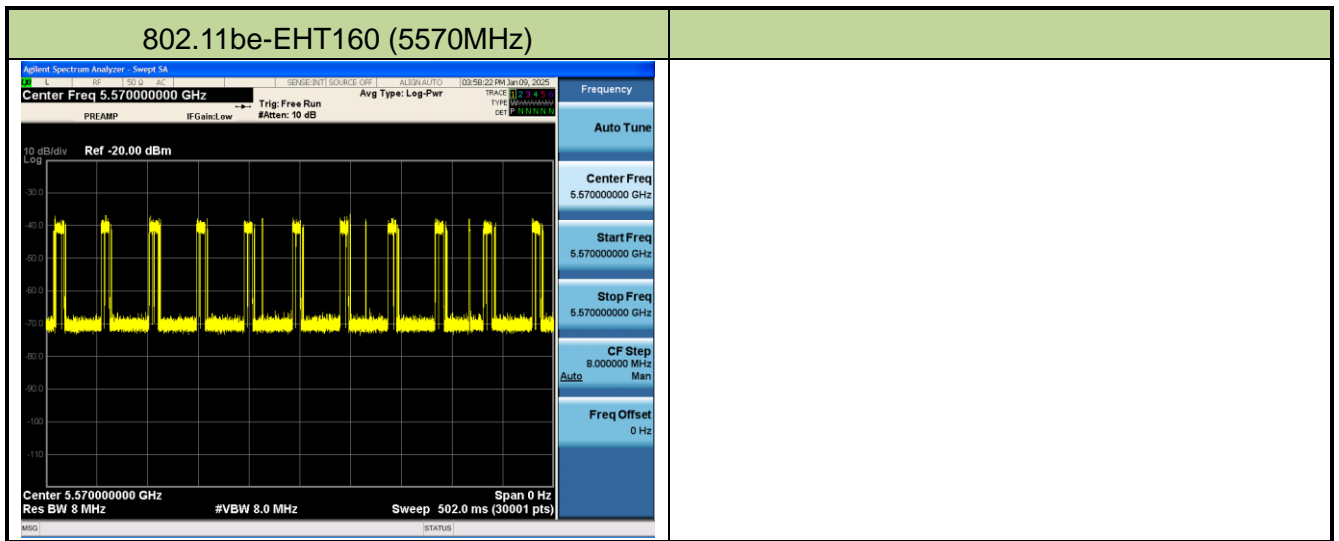 802.11be-EHT160 (5570MHz)
Agilent Spectrum Analyzer - Swept SA
L RF 50 Ω AC SENSE:INT SOURCE OFF ALIGN AUTO 03:58:22 PM Jan 09, 2025
Center Freq 5.570000000 GHz
PREAMP IFGain:Low
Trig: Free Run
#Atten: 10 dB
Avg Type: Log-Pwr
TRACE 1 2 3 4 5 6
TYPE
DET P N N N N N
10 dB/div Ref -20.00 dBm
Log
-30.0
-40.0
-50.0
-60.0
-70.0
-80.0
-90.0
-100
-110
Center 5.570000000 GHz Span 0 Hz
Res BW 8 MHz #VBW 8.0 MHz Sweep 502.0 ms (30001 pts)
MSG STATUS
Frequency
Auto Tune
Center Freq
5.570000000 GHz
Start Freq
5.570000000 GHz
Stop Freq
5.570000000 GHz
CF Step
8.000000 MHz
Auto Man
Freq Offset
0 Hz